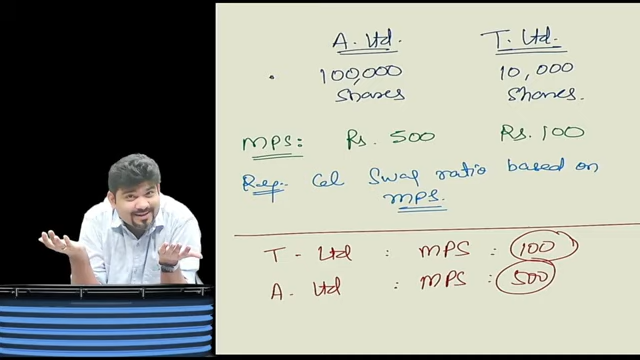 A. Ltd. T. Ltd.
100,000 10,000
Shares Shares.
MPS: Rs. 500 Rs. 100
Req:- Cal Swap ratio based on
MPS.
T - Ltd : MPS : 100
A. Ltd : MPS : 500